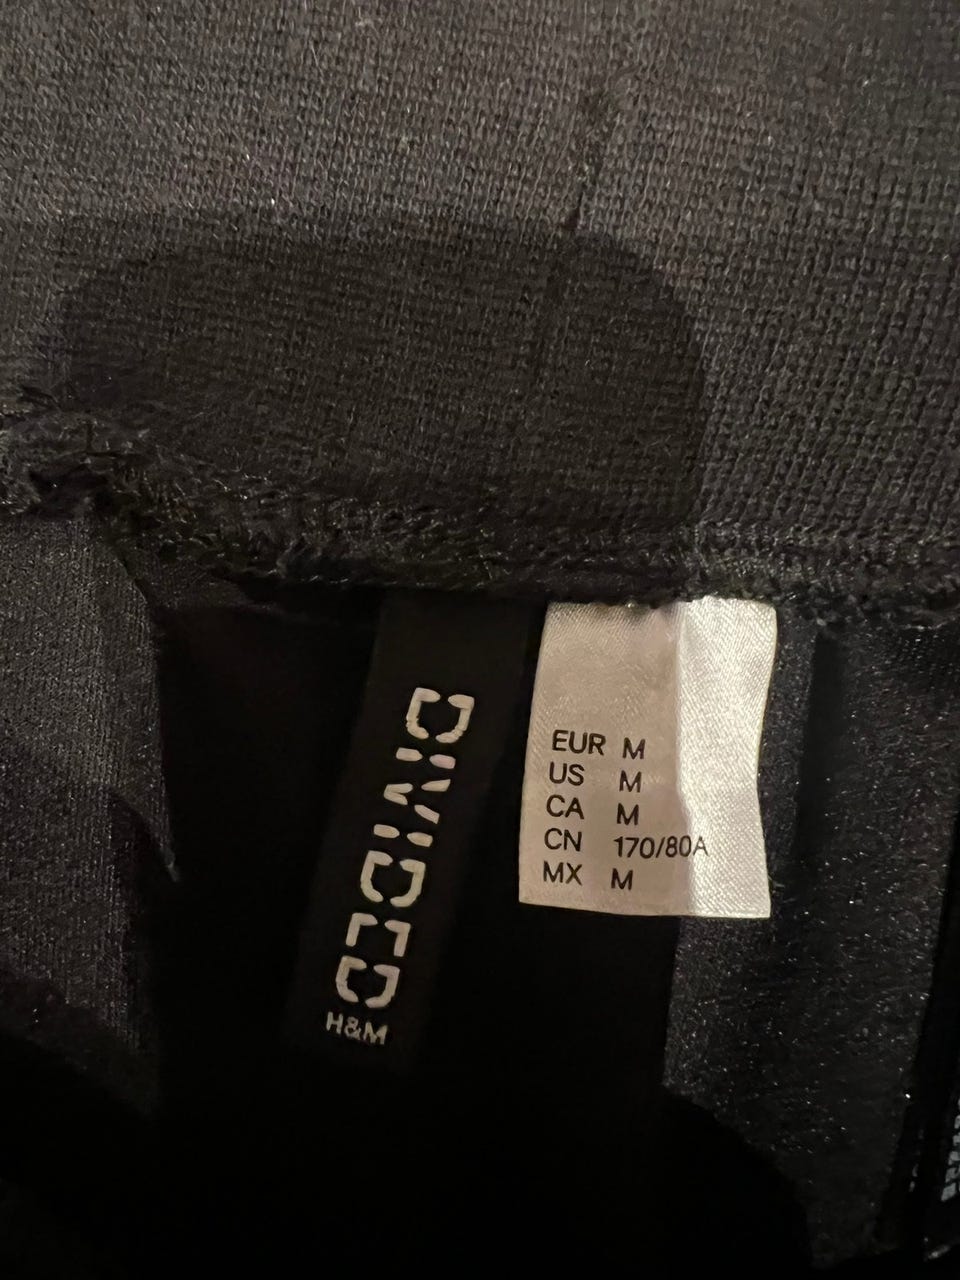 DIVIDED
H&M
EUR M
US M
CA M
CN 170/80A
MX M